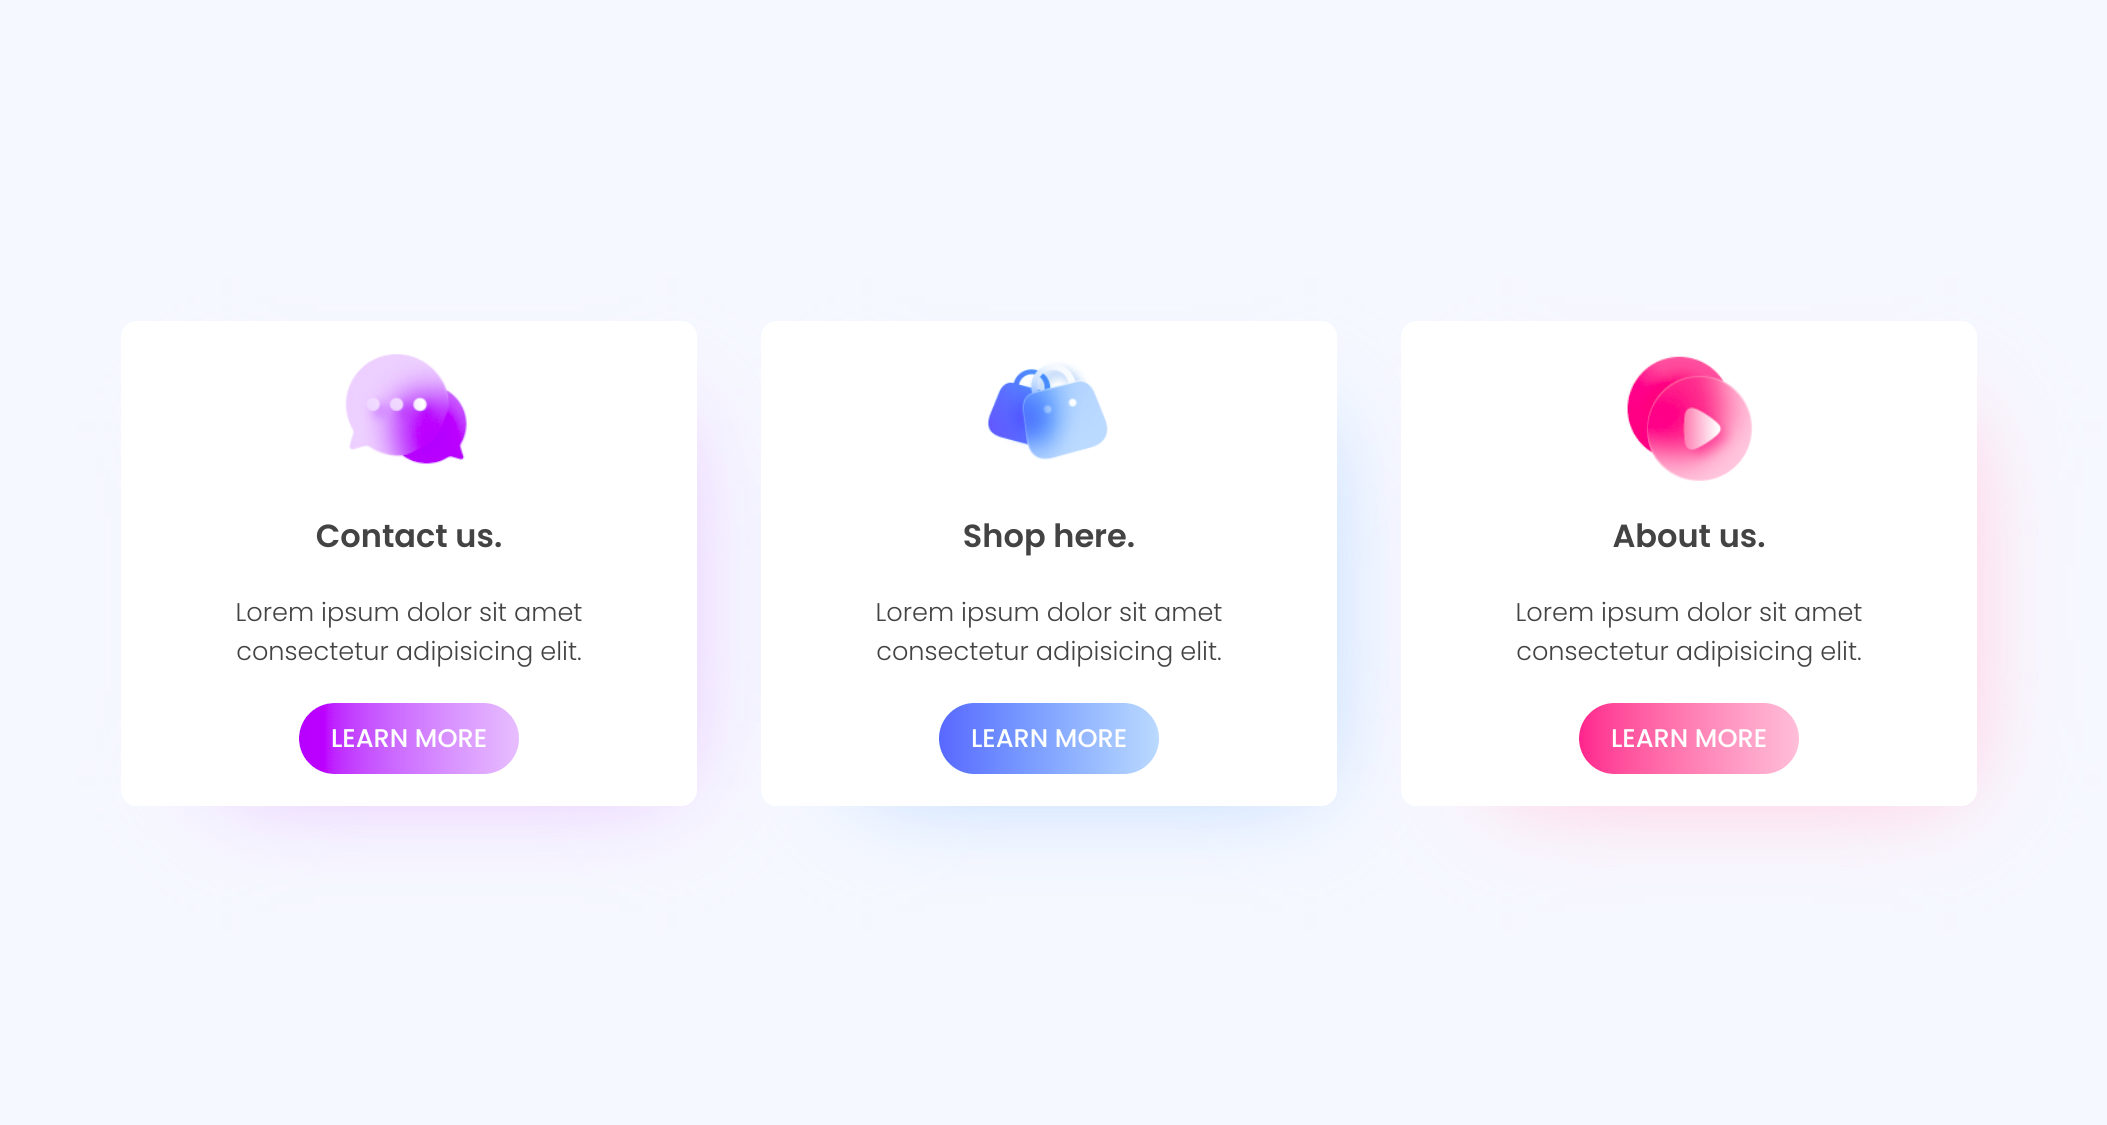 Contact us.
Lorem ipsum dolor sit amet
consectetur adipisicing elit.
LEARN MORE
Shop here.
Lorem ipsum dolor sit amet
consectetur adipisicing elit.
LEARN MORE
About us.
Lorem ipsum dolor sit amet
consectetur adipisicing elit.
LEARN MORE